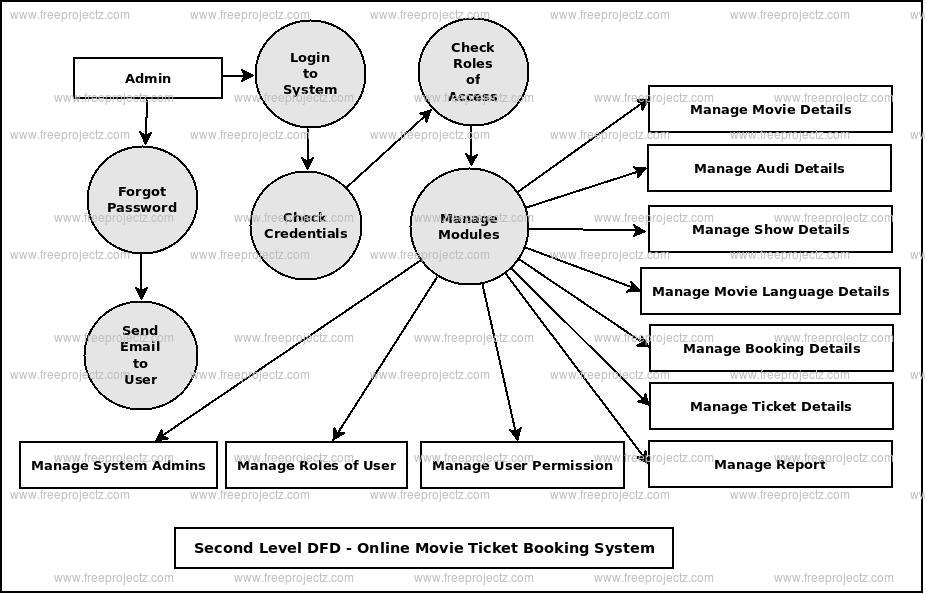 Admin
Login
to
System
Check
Roles
of
Access
Forgot
Password
Check
Credentials
Manage
Modules
Send
Email
to
User
Manage Movie Details
Manage Audi Details
Manage Show Details
Manage Movie Language Details
Manage Booking Details
Manage Ticket Details
Manage Report
Manage System Admins
Manage Roles of User
Manage User Permission
Second Level DFD - Online Movie Ticket Booking System
www.freeprojectz.com